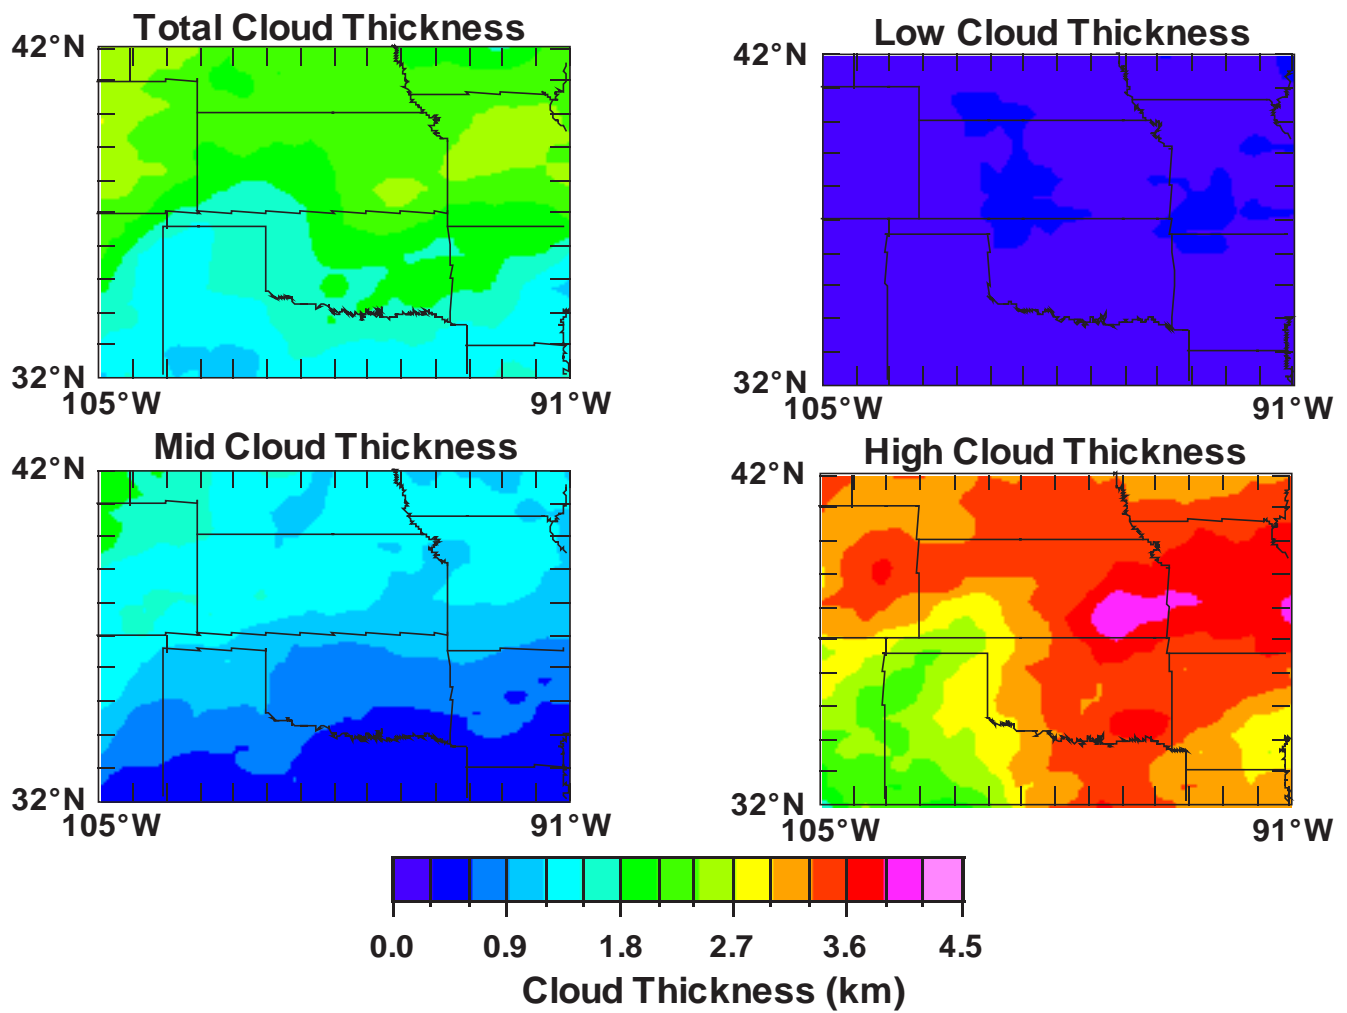 Total Cloud Thickness
42°N
32°N
105°W
91°W
Low Cloud Thickness
42°N
32°N
105°W
91°W
Mid Cloud Thickness
42°N
32°N
105°W
91°W
High Cloud Thickness
42°N
32°N
105°W
91°W
0.0 0.9 1.8 2.7 3.6 4.5
Cloud Thickness (km)